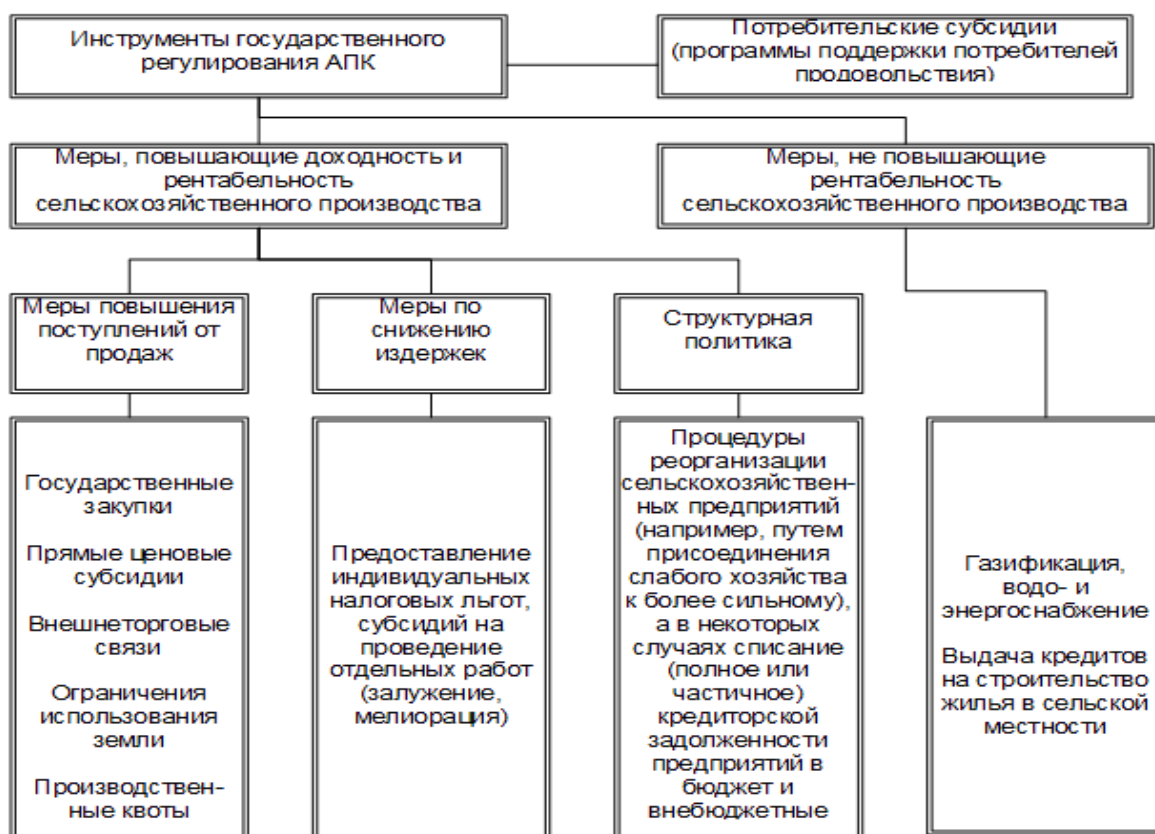 Инструменты государственного
регулирования АПК
Потребительские субсидии
(программы поддержки потребителей
продовольствия)
Меры, повышающие доходность и
рентабельность
сельскохозяйственного производства
Меры, не повышающие
рентабельность
сельскохозяйственного производства
Меры повышения
поступлений от
продаж
Меры по
снижению
издержек
Структурная
политика
Государственные
закупки
Прямые ценовые
субсидии
Внешнеторговые
связи
Ограничения
использования
земли
Производствен-
ные квоты
Предоставление
индивидуальных
налоговых льгот,
субсидий на
проведение
отдельных работ
(залужение,
мелиорация)
Процедуры
реорганизации
сельскохозяйствен-
ных предприятий
(например, путем
присоединения
слабого хозяйства
к более сильному),
а в некоторых
случаях списание
(полное или
частичное)
кредиторской
задолженности
предприятий в
бюджет и
внебюджетные
Газификация,
водо- и
энергоснабжение
Выдача кредитов
на строительство
жилья в сельской
местности